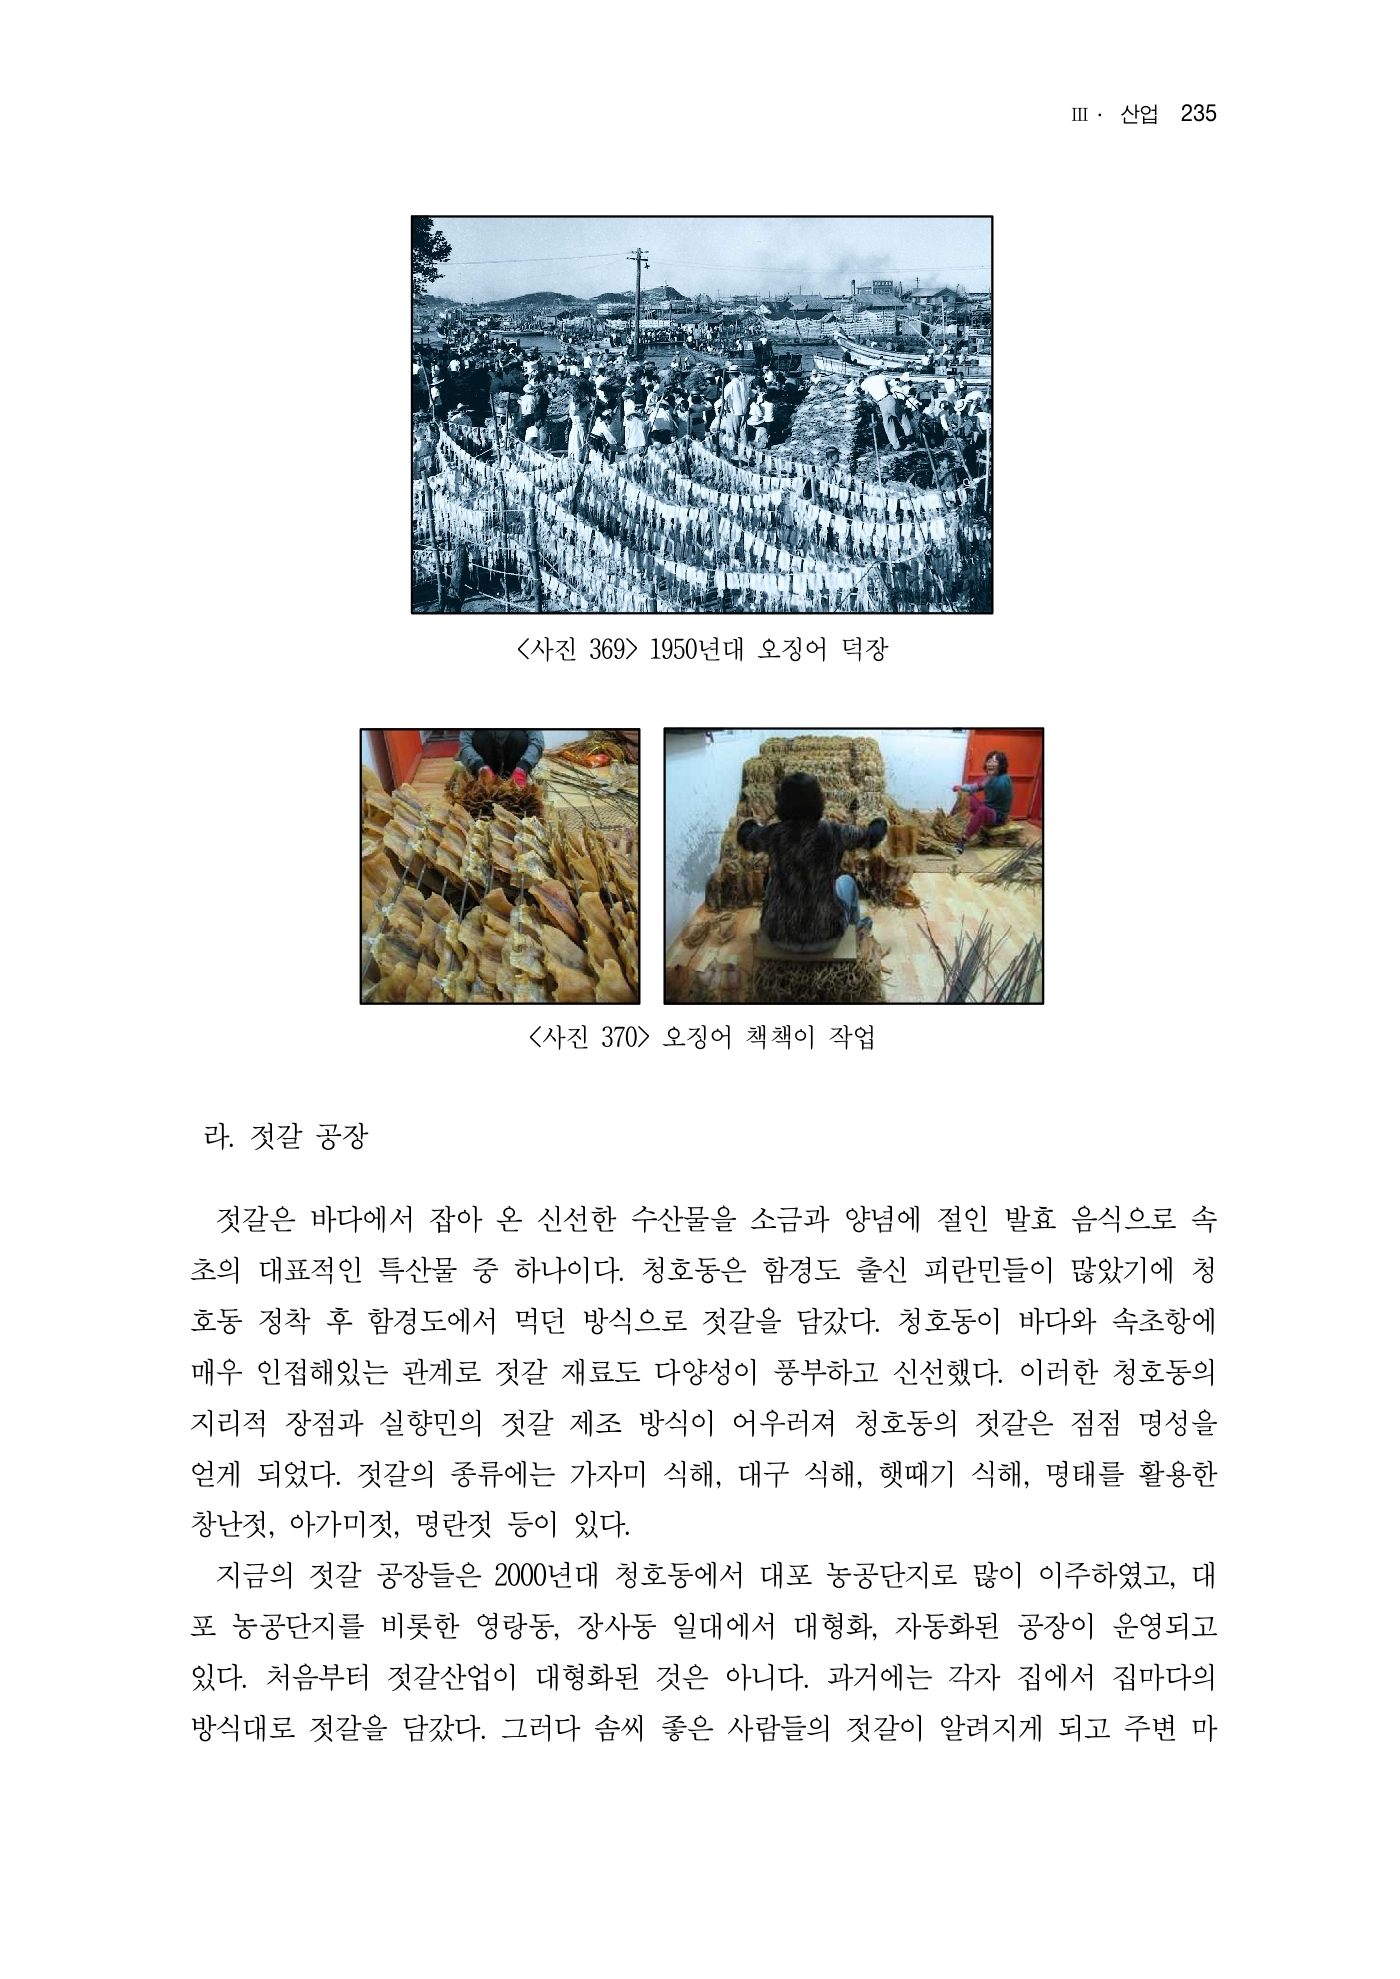 Ⅲ · 산업 235
<사진 369> 1950년대 오징어 덕장
<사진 370> 오징어 책책이 작업
라. 젓갈 공장
젓갈은 바다에서 잡아 온 신선한 수산물을 소금과 양념에 절인 발효 음식으로 속
초의 대표적인 특산물 중 하나이다. 청호동은 함경도 출신 피란민들이 많았기에 청
호동 정착 후 함경도에서 먹던 방식으로 젓갈을 담갔다. 청호동이 바다와 속초항에
매우 인접해있는 관계로 젓갈 재료도 다양성이 풍부하고 신선했다. 이러한 청호동의
지리적 장점과 실향민의 젓갈 제조 방식이 어우러져 청호동의 젓갈은 점점 명성을
얻게 되었다. 젓갈의 종류에는 가자미 식해, 대구 식해, 햇때기 식해, 명태를 활용한
창난젓, 아가미젓, 명란젓 등이 있다.
지금의 젓갈 공장들은 2000년대 청호동에서 대포 농공단지로 많이 이주하였고, 대
포 농공단지를 비롯한 영랑동, 장사동 일대에서 대형화, 자동화된 공장이 운영되고
있다. 처음부터 젓갈산업이 대형화된 것은 아니다. 과거에는 각자 집에서 집마다의
방식대로 젓갈을 담갔다. 그러다 솜씨 좋은 사람들의 젓갈이 알려지게 되고 주변 마